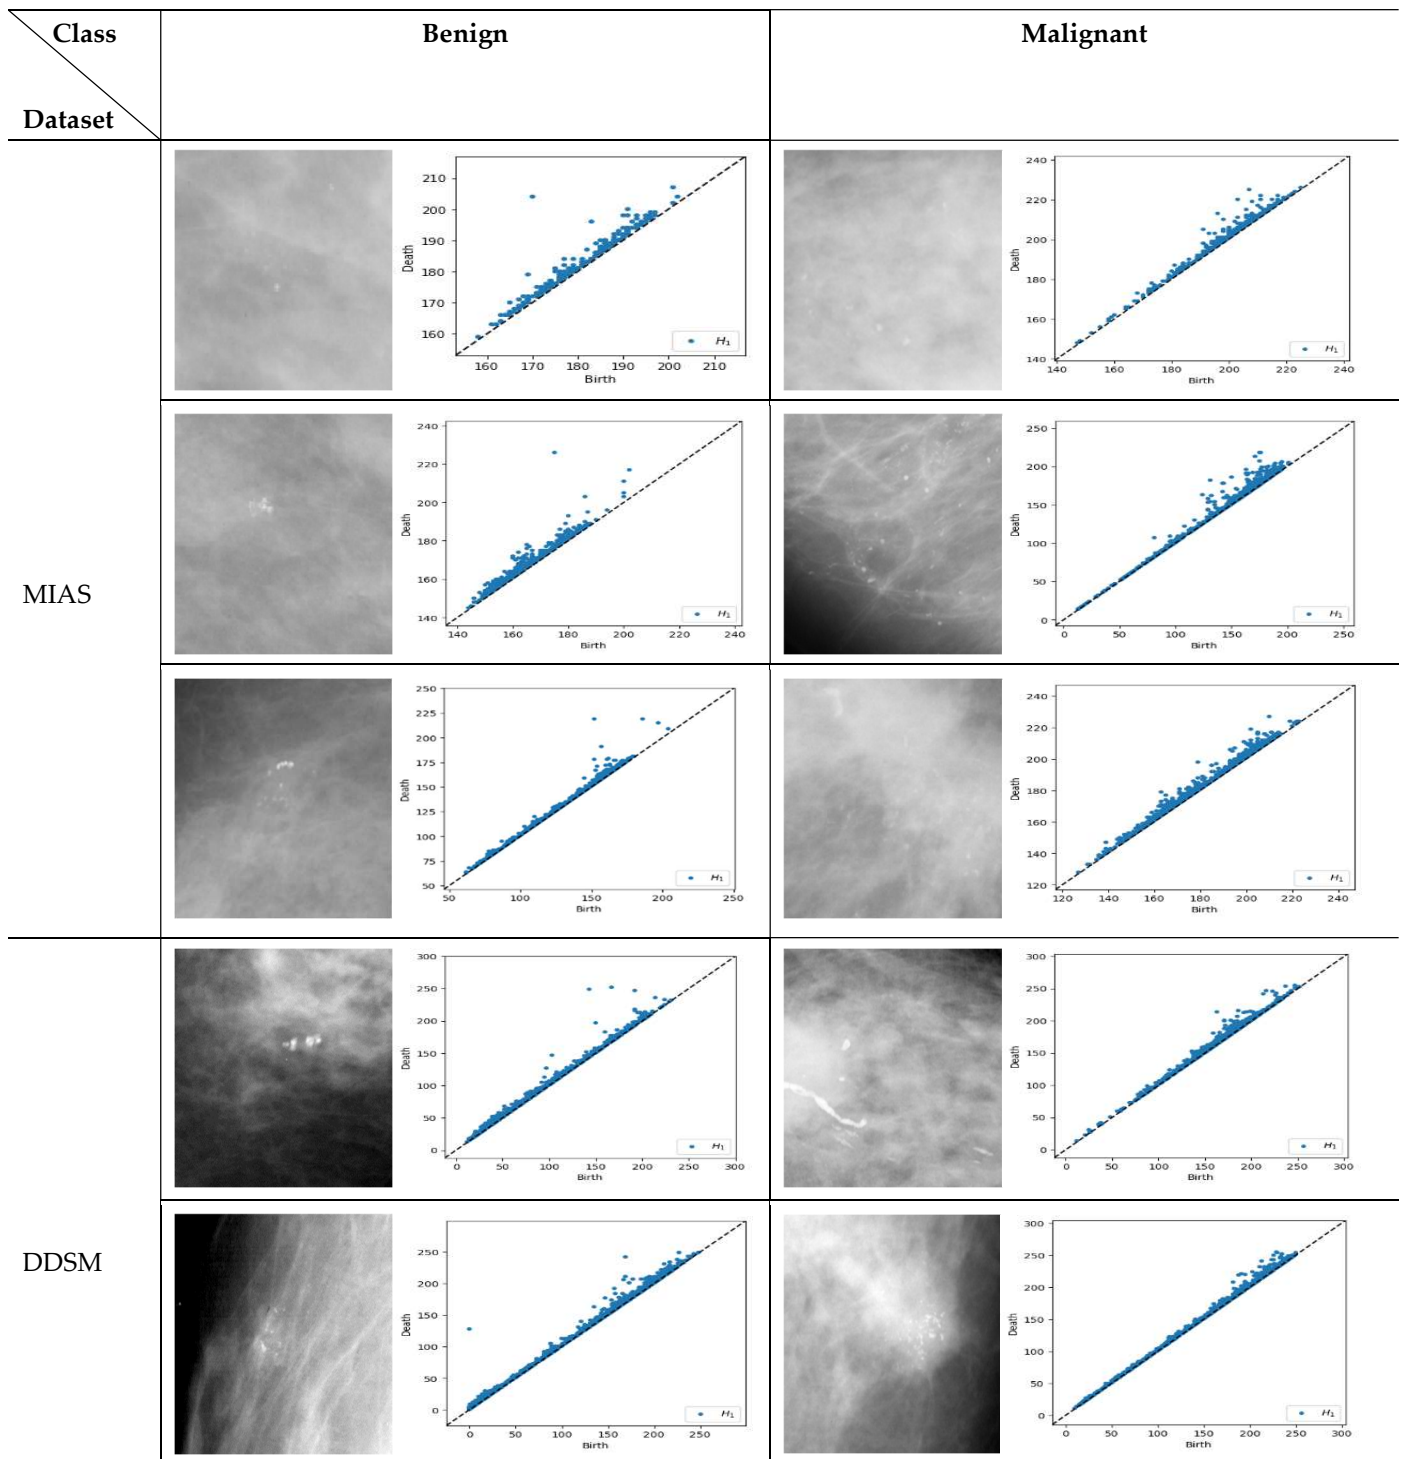 Class
Dataset
Benign
Malignant
MIAS
210
200
190
180
170
160
Death
160 170 180 190 200 210
Birth
H₁
240
220
200
180
160
140
Death
140 160 180 200 220 240
Birth
H₁
240
220
200
180
160
140
Death
140 160 180 200 220 240
Birth
H₁
250
200
150
100
50
0
Death
0 50 100 150 200 250
Birth
H₁
250
225
200
175
150
125
100
75
50
Death
50 100 150 200 250
Birth
H₁
240
220
200
180
160
140
120
Death
120 140 160 180 200 220 240
Birth
H₁
DDSM
300
250
200
150
100
50
0
Death
0 50 100 150 200 250 300
Birth
H₁
300
250
200
150
100
50
0
Death
0 50 100 150 200 250 300
Birth
H₁
250
200
150
100
50
0
Death
0 50 100 150 200 250
Birth
H₁
300
250
200
150
100
50
0
Death
0 50 100 150 200 250 300
Birth
H₁